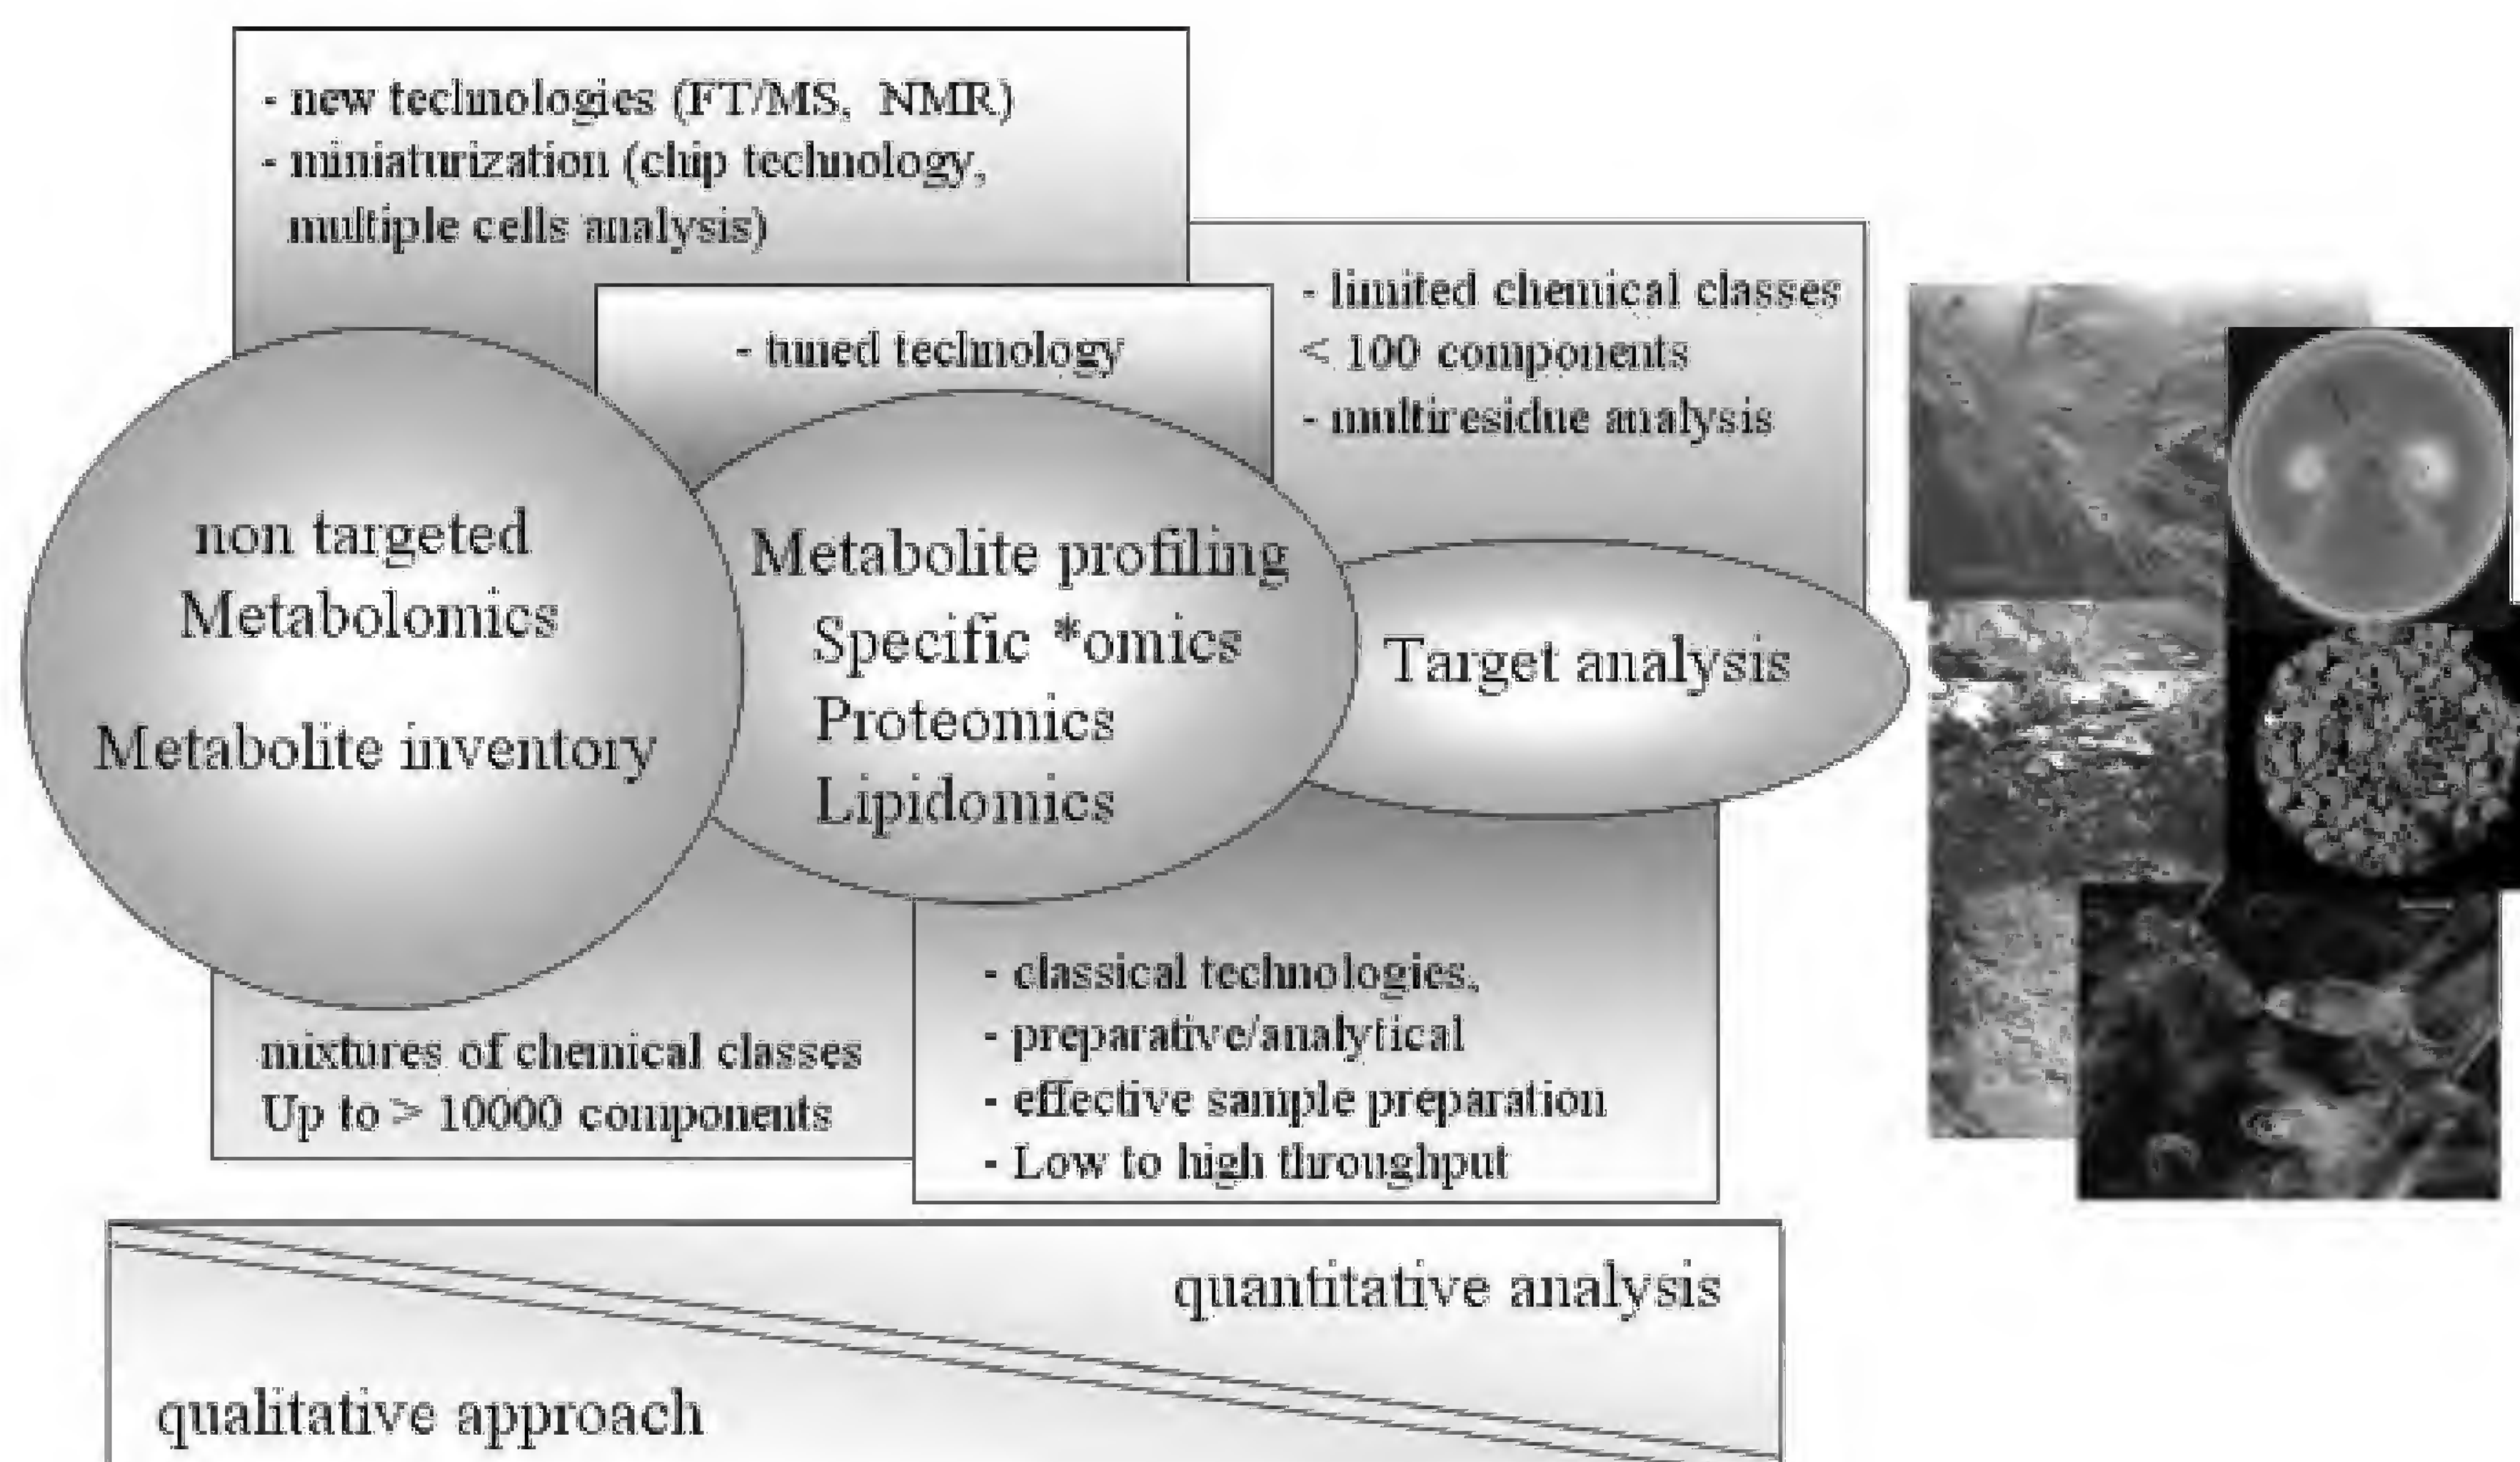 - new technologies (FT/MS, NMR)
- miniaturization (chip technology,
multiple cells analysis)
- tuned technology
- limited chemical classes
< 100 components
- multiresidue analysis
non targeted
Metabolomics
Metabolite inventory
Metabolite profiling
Specific *omics
Proteomics
Lipidomics
Target analysis
mixtures of chemical classes
Up to > 10000 components
- classical technologies,
- preparative/analytical
- effective sample preparation
- Low to high throughput
quantitative analysis
qualitative approach